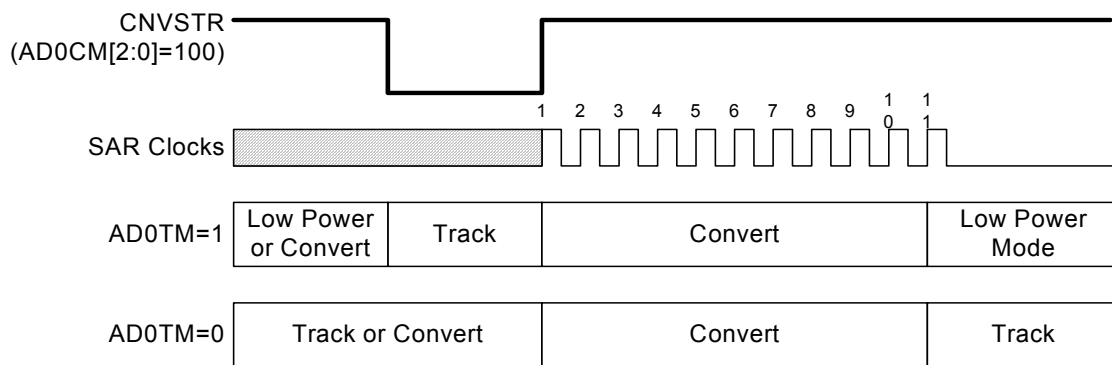 CNVSTR
(AD0CM[2:0]=100)
1 2 3 4 5 6 7 8 9 10 11
SAR Clocks
AD0TM=1 Low Power or Convert Track Convert Low Power Mode
AD0TM=0 Track or Convert Convert Track